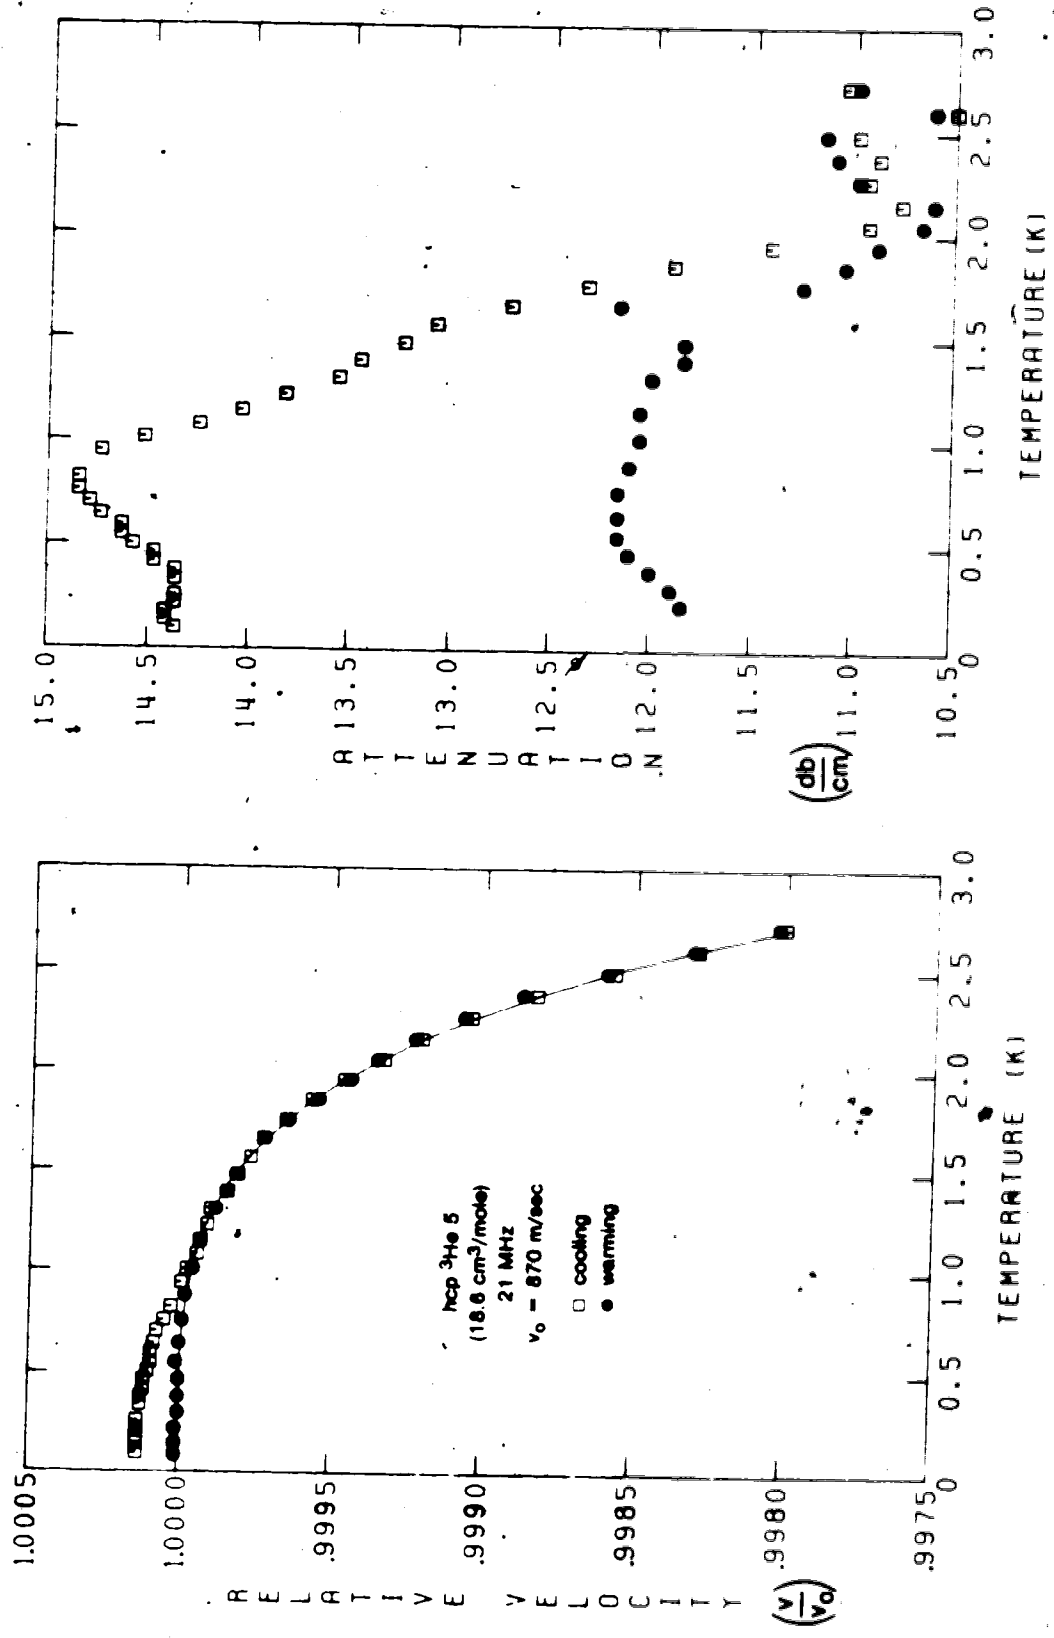 1.0005
1.0000
.9995
.9990
.9985
.9980
.9975
RELATIVE VELOCITY
(v/v₀)
0
0.5
1.0
1.5
2.0
2.5
3.0
TEMPERATURE (K)
hcp ³He 5
(18.6 cm³/mole)
21 MHz
v₀ = 870 m/sec
□ cooling
● warming
15.0
14.5
14.0
13.5
13.0
12.5
12.0
11.5
11.0
10.5
ATTENUATION
(db/cm)
0
0.5
1.0
1.5
2.0
2.5
3.0
TEMPERATURE (K)